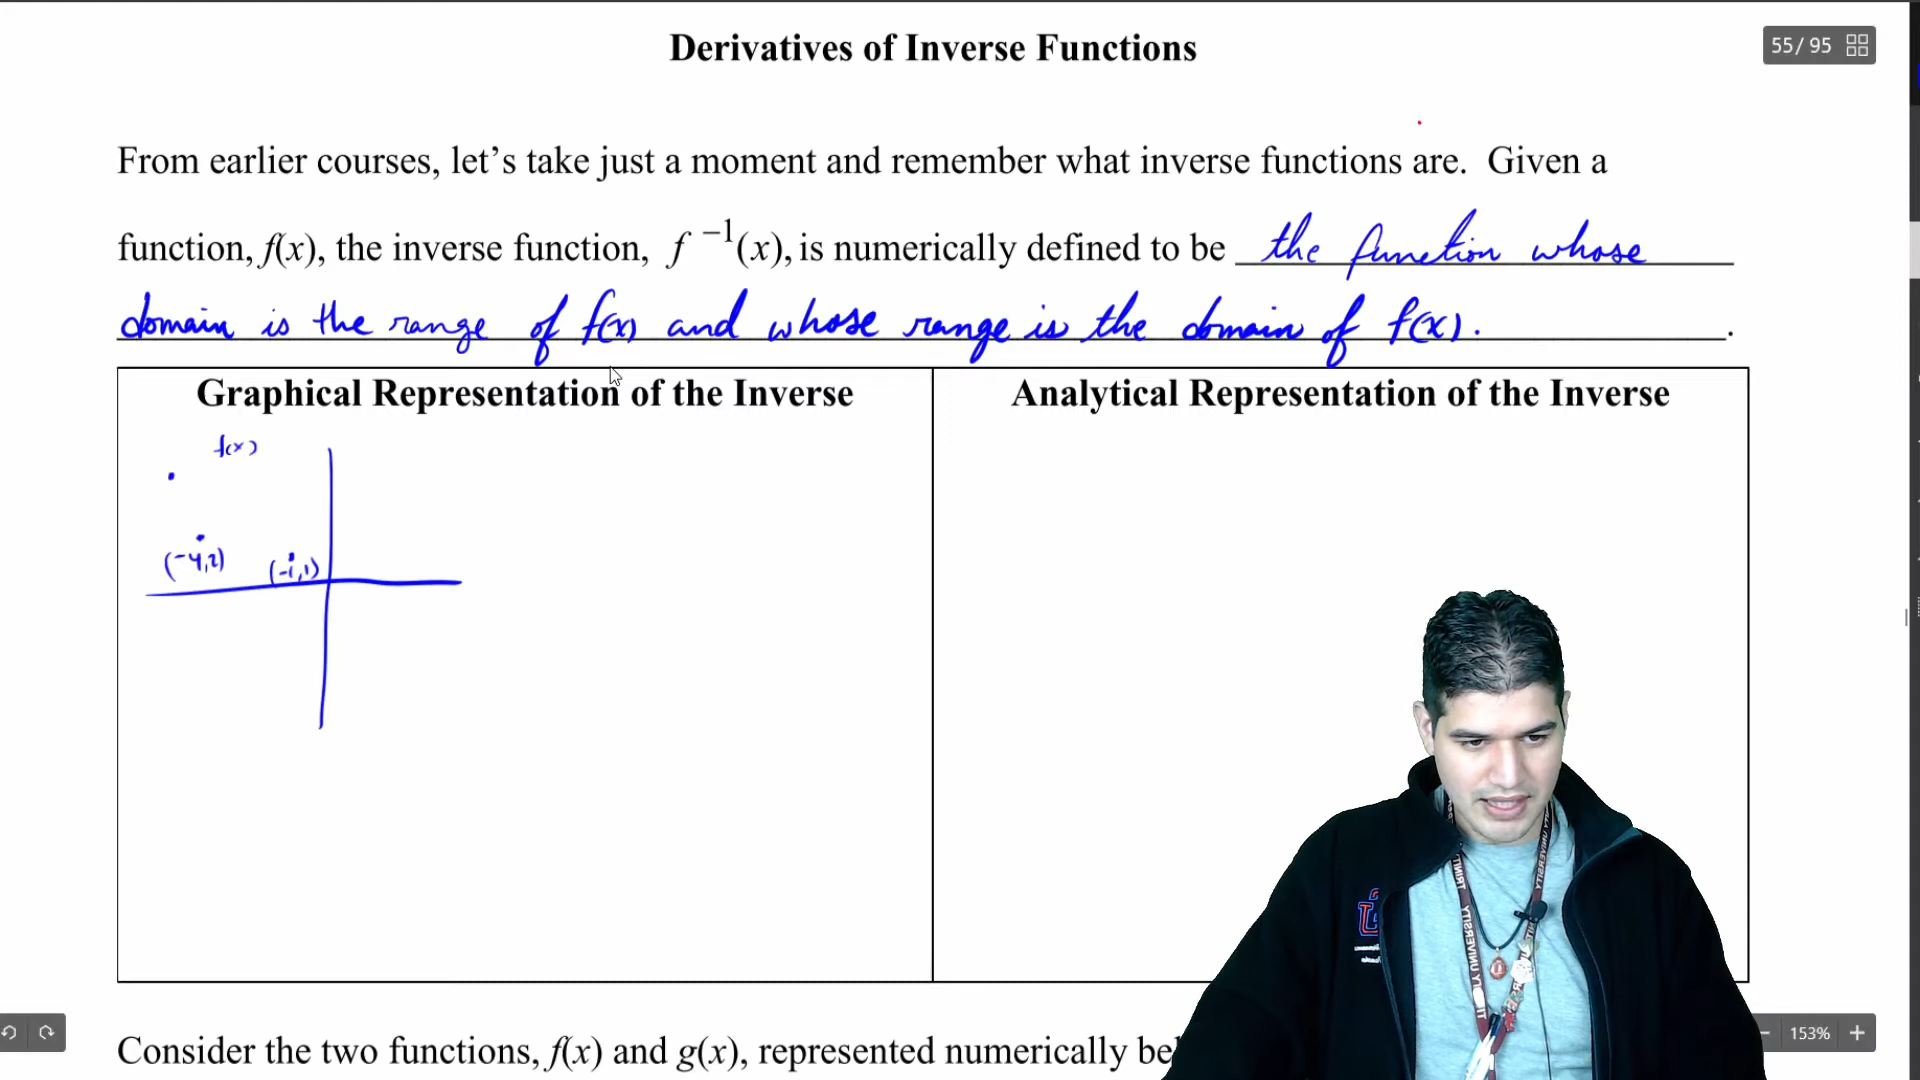 Derivatives of Inverse Functions
55/ 95
From earlier courses, let's take just a moment and remember what inverse functions are. Given a
function, f(x), the inverse function, f ⁻¹(x), is numerically defined to be the function whose
domain is the range of f(x) and whose range is the domain of f(x). .
Graphical Representation of the Inverse
f(x)
(-4,2) (-1,1)
Analytical Representation of the Inverse
TRINITY UNIVERSITY
Consider the two functions, f(x) and g(x), represented numerically be
153%